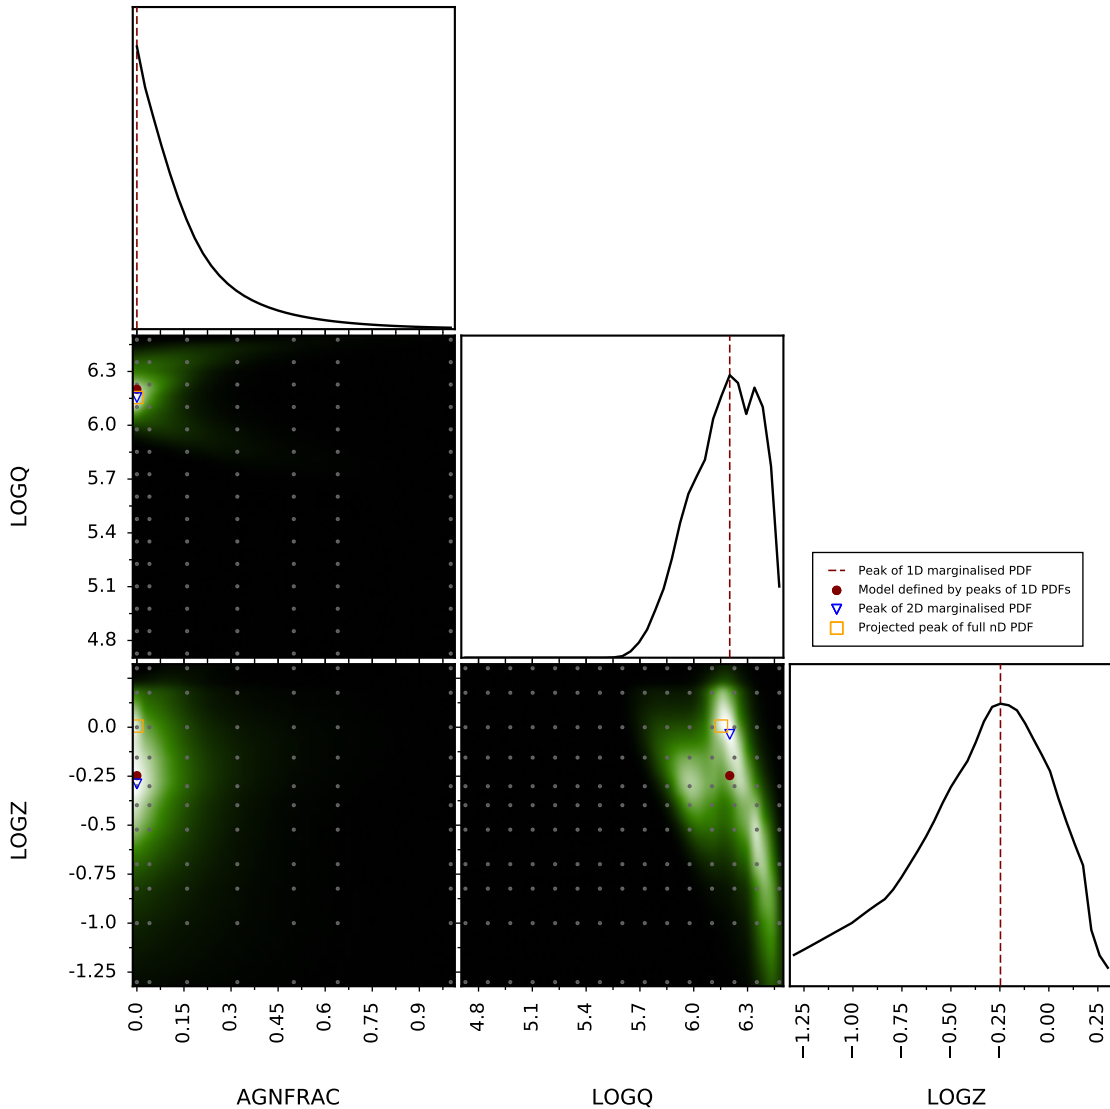 6.3
6.0
5.7
5.4
5.1
4.8
LOGQ
Peak of 1D marginalised PDF
Model defined by peaks of 1D PDFs
Peak of 2D marginalised PDF
Projected peak of full nD PDF
0.0
-0.25
-0.5
-0.75
-1.0
-1.25
LOGZ
0.0 0.15 0.3 0.45 0.6 0.75 0.9
4.8 5.1 5.4 5.7 6.0 6.3
−1.25 −1.00 −0.75 −0.50 −0.25 0.00 0.25
AGNFRAC LOGQ LOGZ